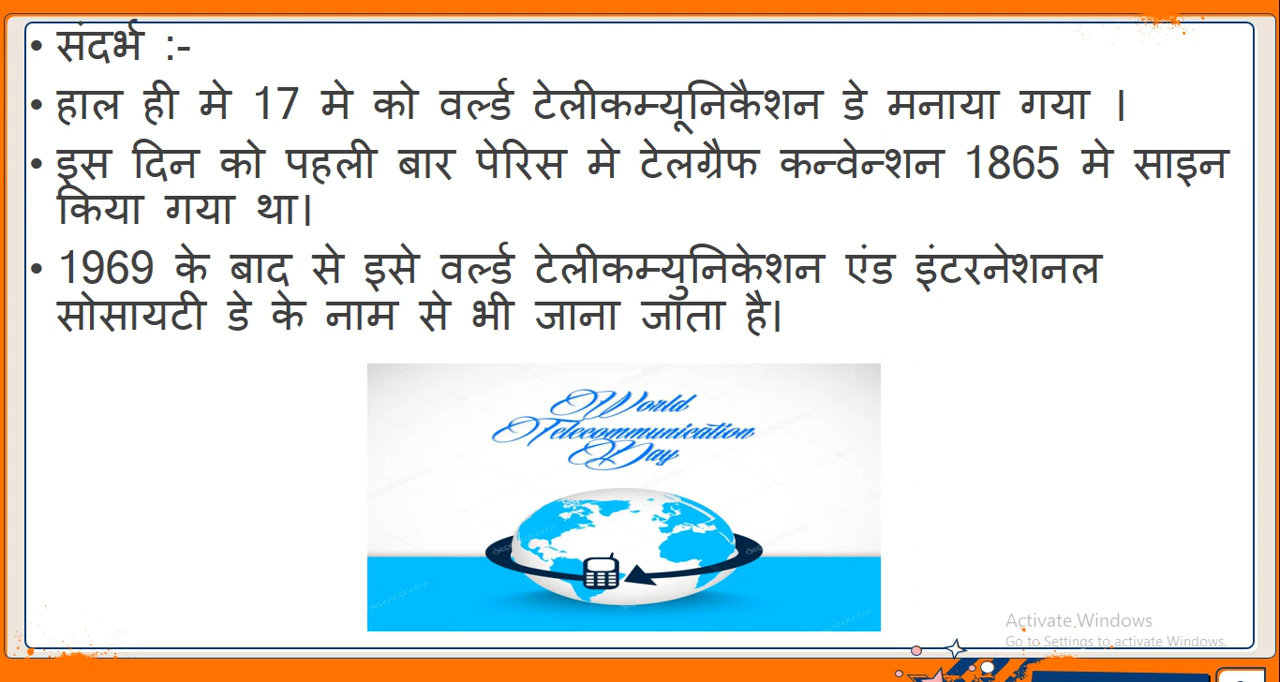 • संदर्भ :-
• हाल ही मे 17 मे को वर्ल्ड टेलीकम्यूनिकैशन डे मनाया गया ।
• इस दिन को पहली बार पेरिस मे टेलग्रैफ कन्वेन्शन 1865 मे साइन
किया गया था।
• 1969 के बाद से इसे वर्ल्ड टेलीकम्युनिकेशन एंड इंटरनेशनल
सोसायटी डे के नाम से भी जाना जाता है।
World
Telecommunication
Day
depositphotos
Activate Windows
Go to Settings to activate Windows.